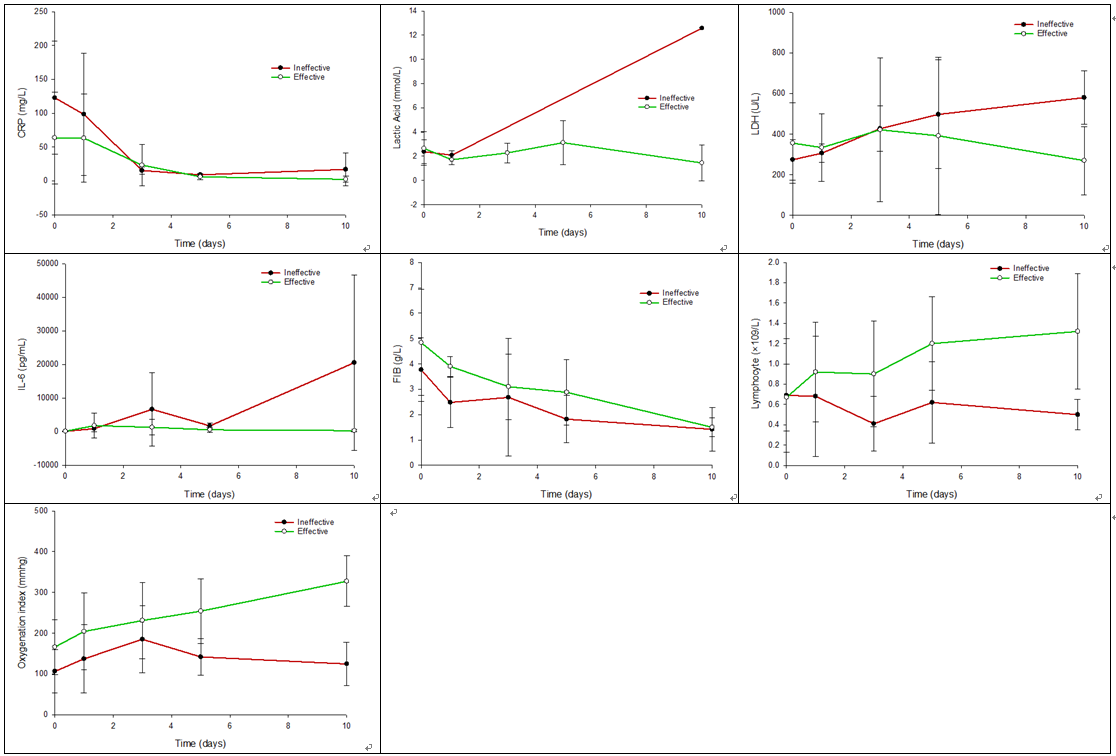 250
200
150
100
50
0
-50
CRP (mg/L)
Ineffective
Effective
0 2 4 6 8 10
Time (days)
14
12
10
8
6
4
2
0
-2
Lactic Acid (mmol/L)
Ineffective
Effective
0 2 4 6 8 10
Time (days)
1000
800
600
400
200
0
LDH (U/L)
Ineffective
Effective
0 2 4 6 8 10
Time (days)
50000
40000
30000
20000
10000
0
-10000
IL-6 (pg/mL)
Ineffective
Effective
0 2 4 6 8 10
Time (days)
8
7
6
5
4
3
2
1
0
FIB (g/L)
Ineffective
Effective
0 2 4 6 8 10
Time (days)
2.0
1.8
1.6
1.4
1.2
1.0
0.8
0.6
0.4
0.2
0.0
Lymphocyte (×109/L)
Ineffective
Effective
0 2 4 6 8 10
Time (days)
500
400
300
200
100
0
Oxygenation index (mmhg)
Ineffective
Effective
0 2 4 6 8 10
Time (days)